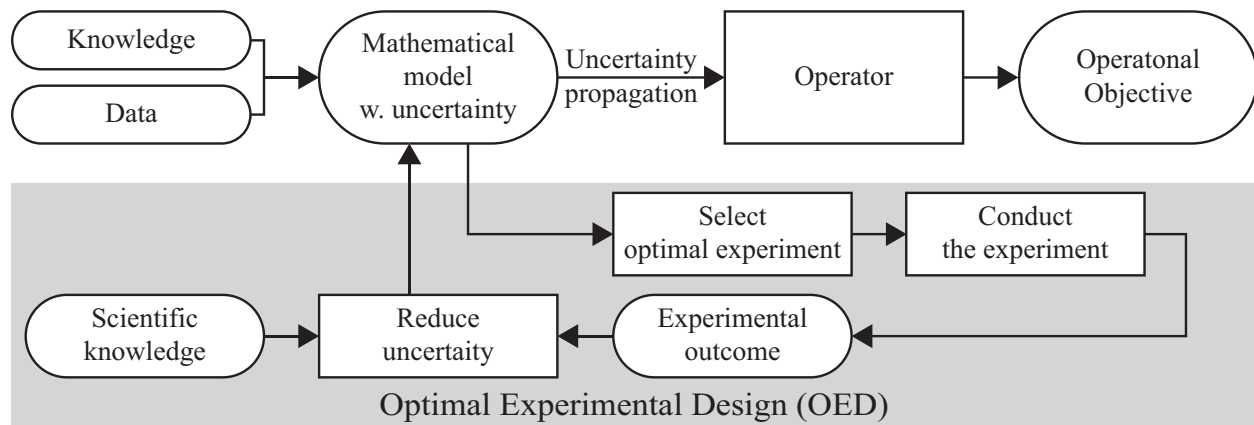 Knowledge
Data
Mathematical
model
w. uncertainty
Uncertainty
propagation
Operator
Operatonal
Objective
Select
optimal experiment
Conduct
the experiment
Scientific
knowledge
Reduce
uncertaity
Experimental
outcome
Optimal Experimental Design (OED)